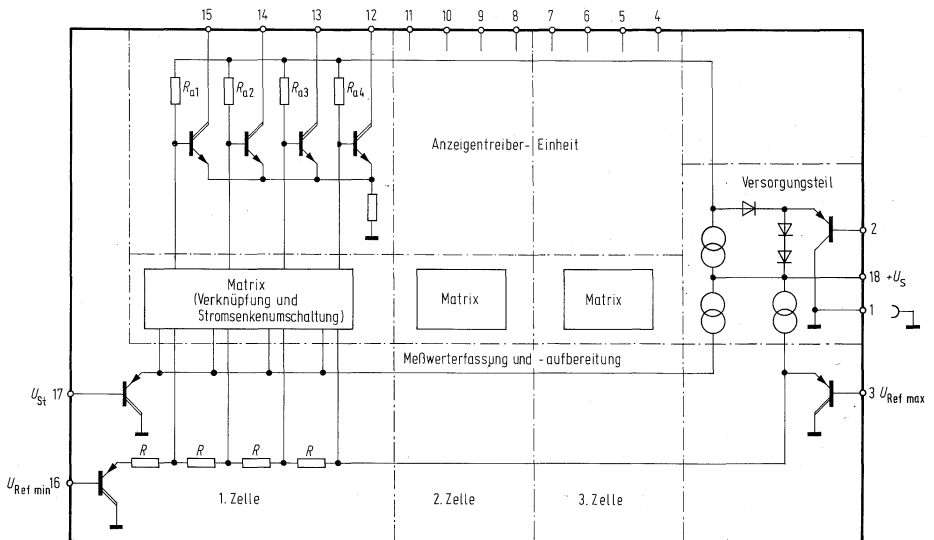 15 14 13 12 11 10 9 8 7 6 5 4
Ra1 Ra2 Ra3 Ra4
Anzeigentreiber- Einheit
Versorgungsteil
2
18 +US
1
Matrix
(Verknüpfung und
Stromsenkenumschaltung)
Matrix
Matrix
Meßwerterfassung und -aufbereitung
USt 17
3 URef max
R R R R
URef min 16
1. Zelle 2. Zelle 3. Zelle